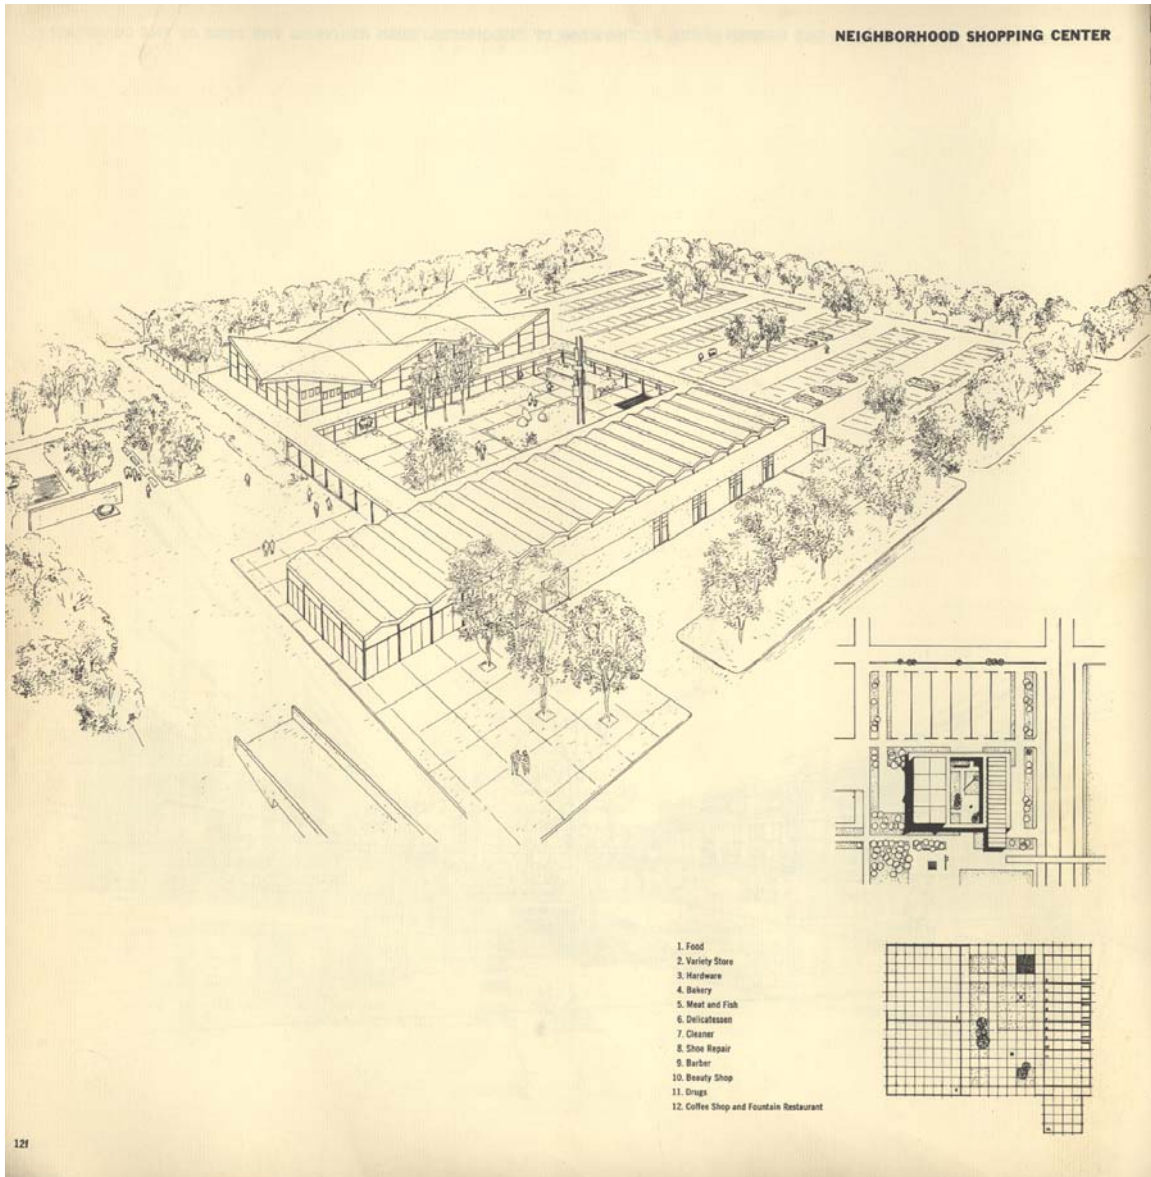 NEIGHBORHOOD SHOPPING CENTER
1. Food
2. Variety Store
3. Hardware
4. Bakery
5. Meat and Fish
6. Delicatessen
7. Cleaner
8. Shoe Repair
9. Barber
10. Beauty Shop
11. Drugs
12. Coffee Shop and Fountain Restaurant